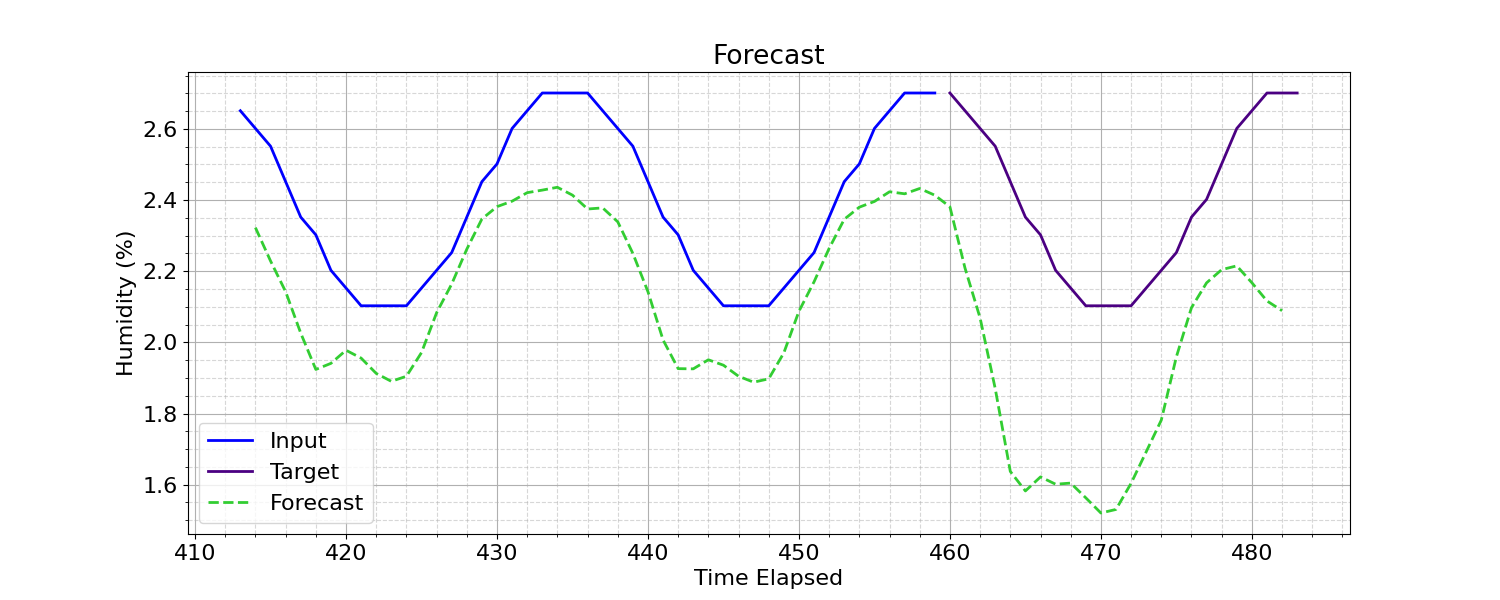 Forecast
Humidity (%)
2.6
2.4
2.2
2.0
1.8
1.6
Input
Target
Forecast
410 420 430 440 450 460 470 480
Time Elapsed